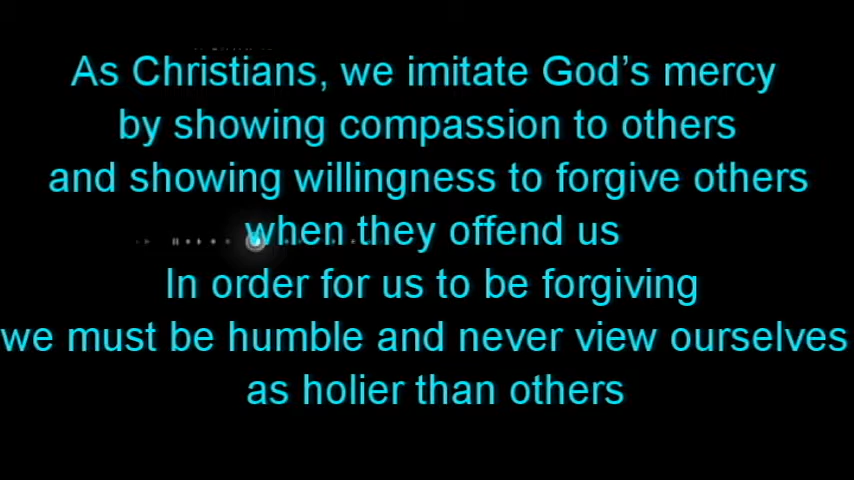 As Christians, we imitate God’s mercy
by showing compassion to others
and showing willingness to forgive others
when they offend us
In order for us to be forgiving
we must be humble and never view ourselves
as holier than others